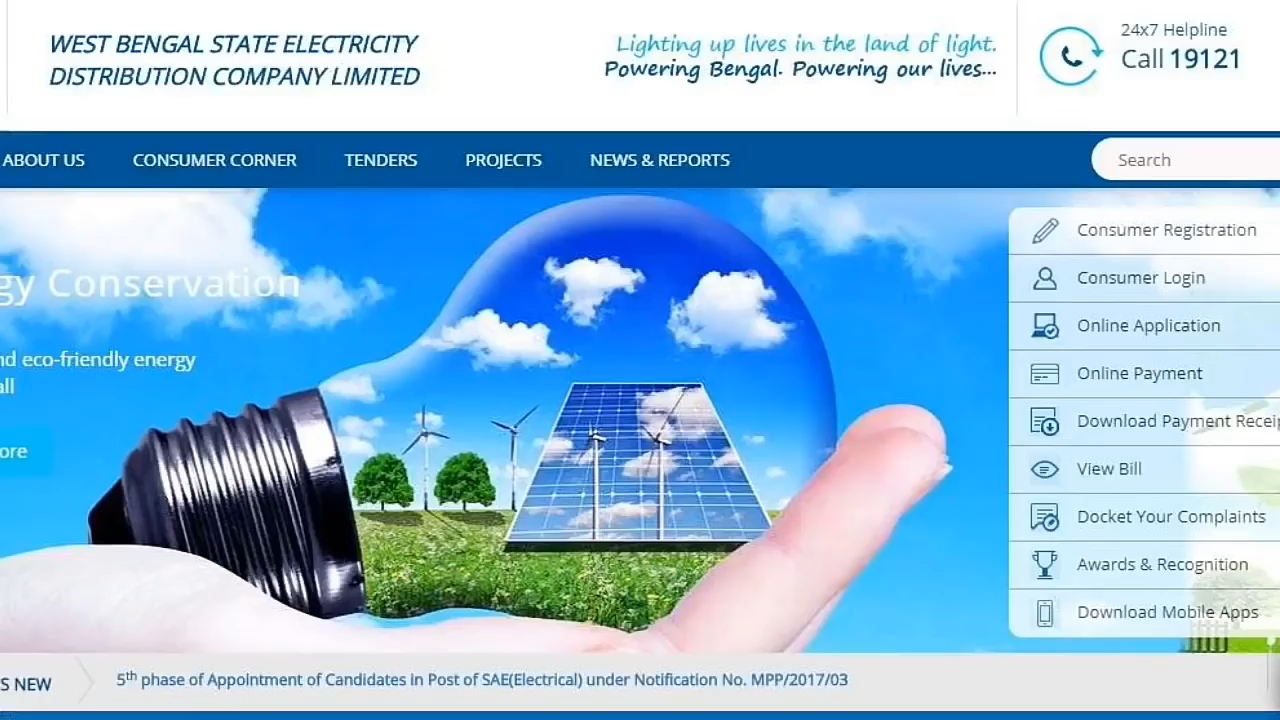 WEST BENGAL STATE ELECTRICITY
DISTRIBUTION COMPANY LIMITED
Lighting up lives in the land of light.
Powering Bengal. Powering our lives...
24x7 Helpline
Call 19121
ABOUT US CONSUMER CORNER TENDERS PROJECTS NEWS & REPORTS
Search
gy Conservation
nd eco-friendly energy
all
ore
Consumer Registration
Consumer Login
Online Application
Online Payment
Download Payment Receip
View Bill
Docket Your Complaints
Awards & Recognition
Download Mobile Apps
'S NEW
5th phase of Appointment of Candidates in Post of SAE(Electrical) under Notification No. MPP/2017/03